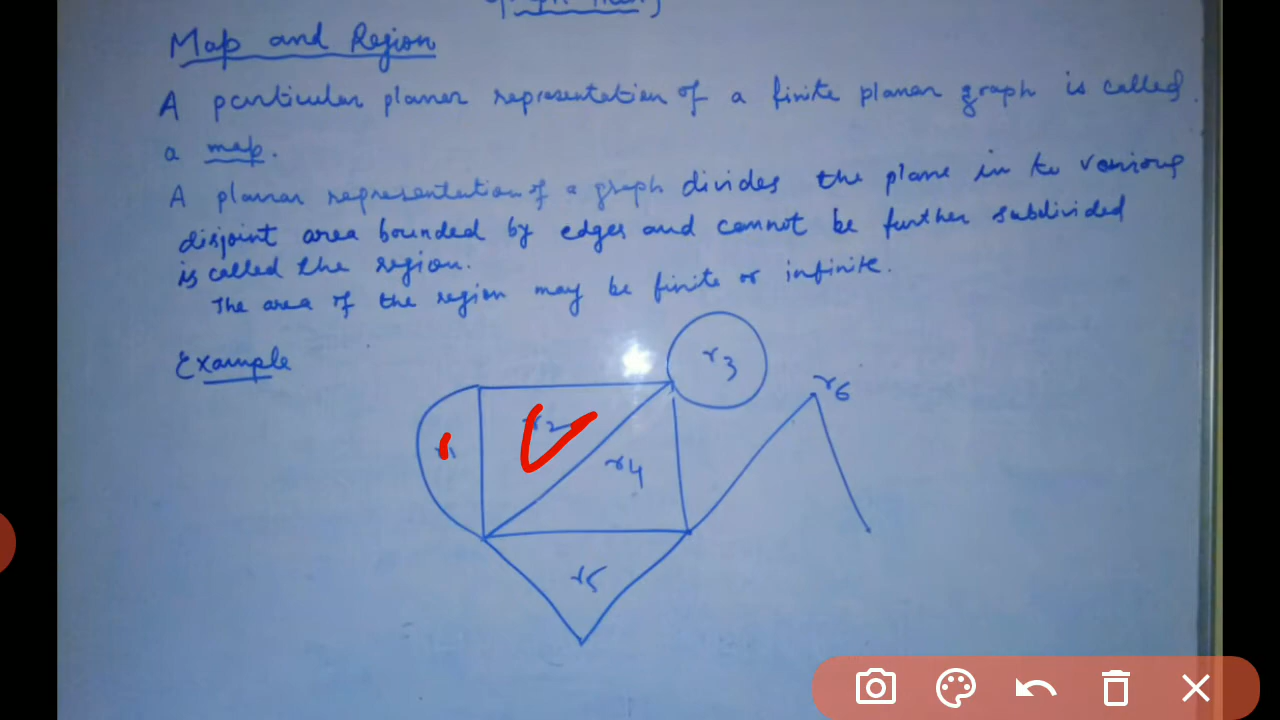 Map and Region
A particular planar representation of a finite planar graph is called
a map.
A planar representation of a graph divides the plane in to various
disjoint area bounded by edges and cannot be further subdivided
is called the region.
The area of the region may be finite or infinite.
Example
r3
r6
r2
r1
r4
r5